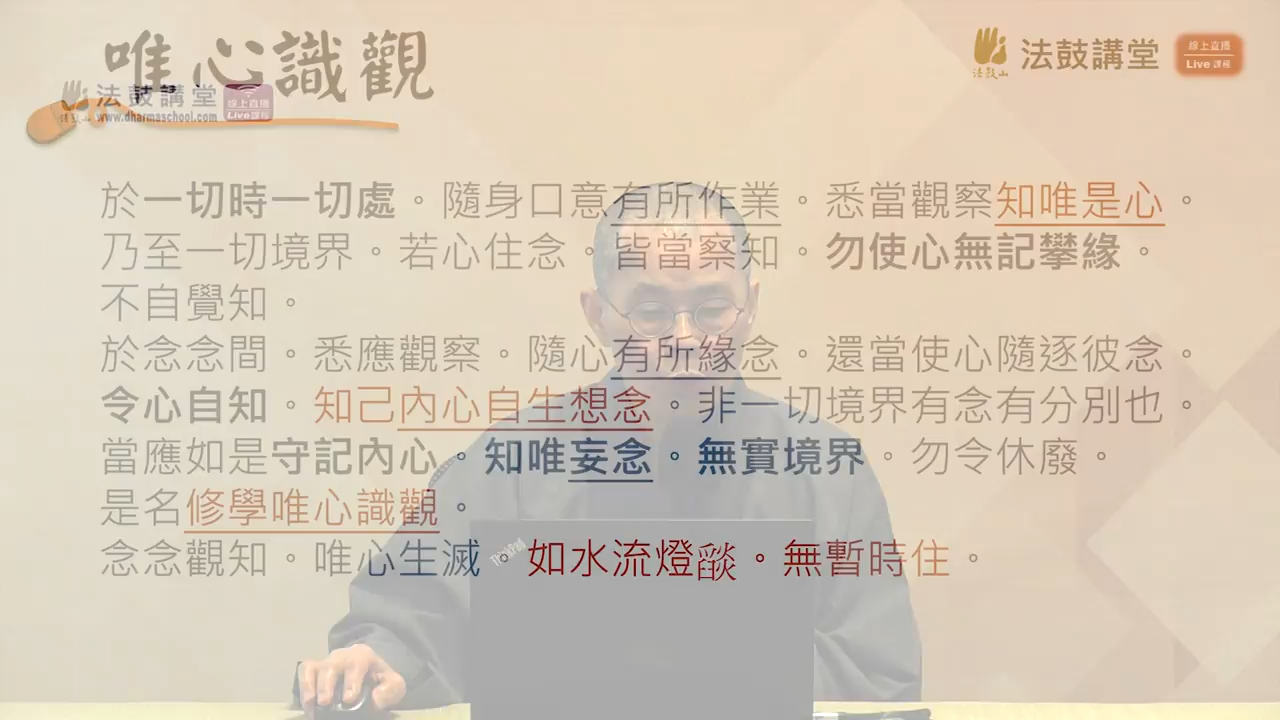 唯心識觀
法鼓山
法鼓講堂
線上直播
Live 課程
法鼓講堂
www.dharmaschool.com
線上直播
Live課程
於一切時一切處。隨身口意有所作業。悉當觀察知唯是心。
乃至一切境界。若心住念。皆當察知。勿使心無記攀緣。
不自覺知。
於念念間。悉應觀察。隨心有所緣念。還當使心隨逐彼念。
令心自知。知己內心自生想念。非一切境界有念有分別也。
當應如是守記內心。知唯妄念。無實境界。勿令休廢。
是名修學唯心識觀。
念念觀知。唯心生滅。如水流燈燄。無暫時住。
ThinkPad